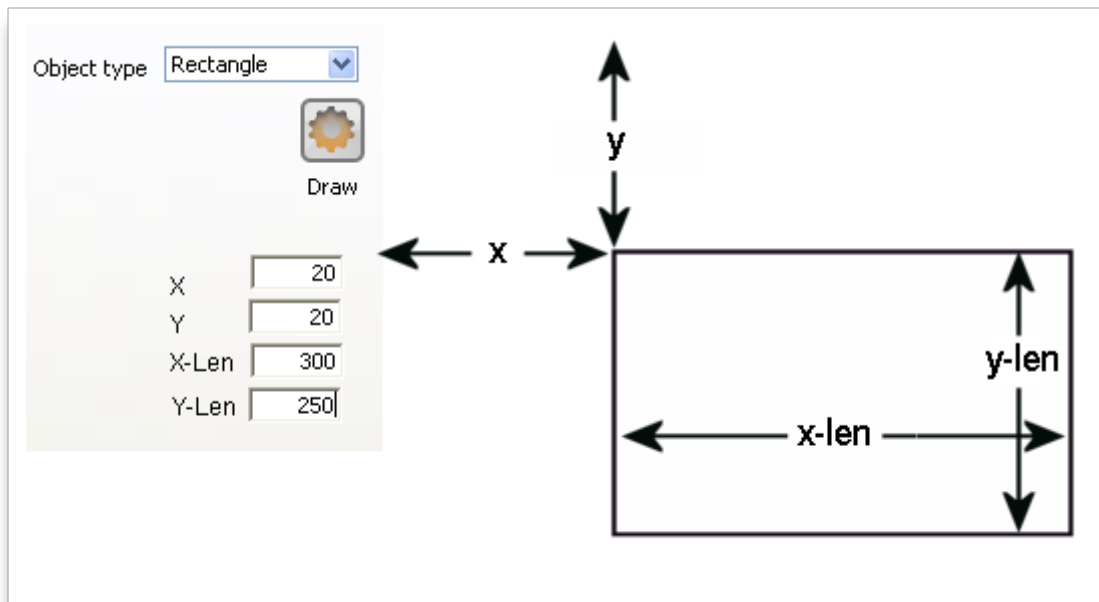 Object type Rectangle
Draw
X 20
Y 20
X-Len 300
Y-Len 250
y
x
y-len
x-len